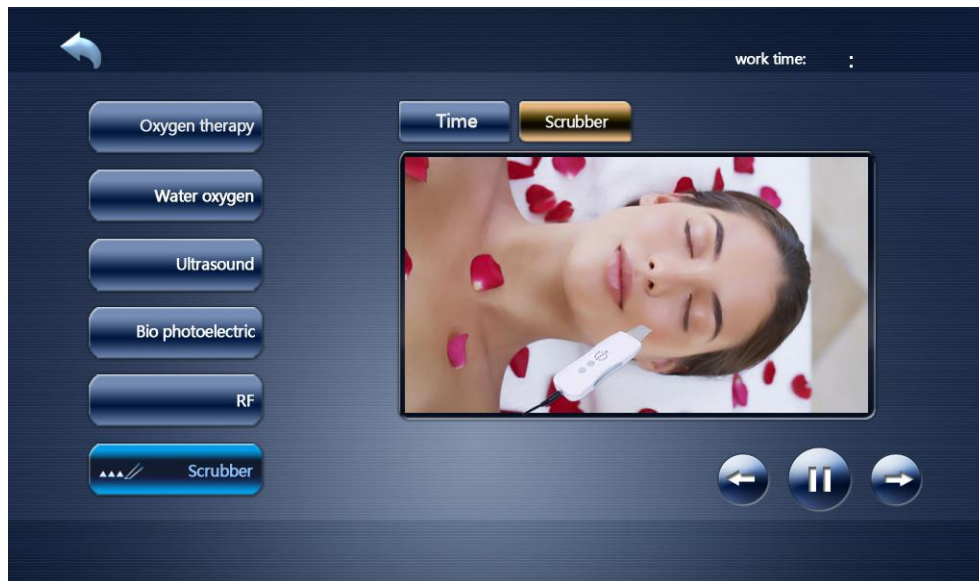 work time: :
Oxygen therapy
Water oxygen
Ultrasound
Bio photoelectric
RF
Scrubber
Time
Scrubber